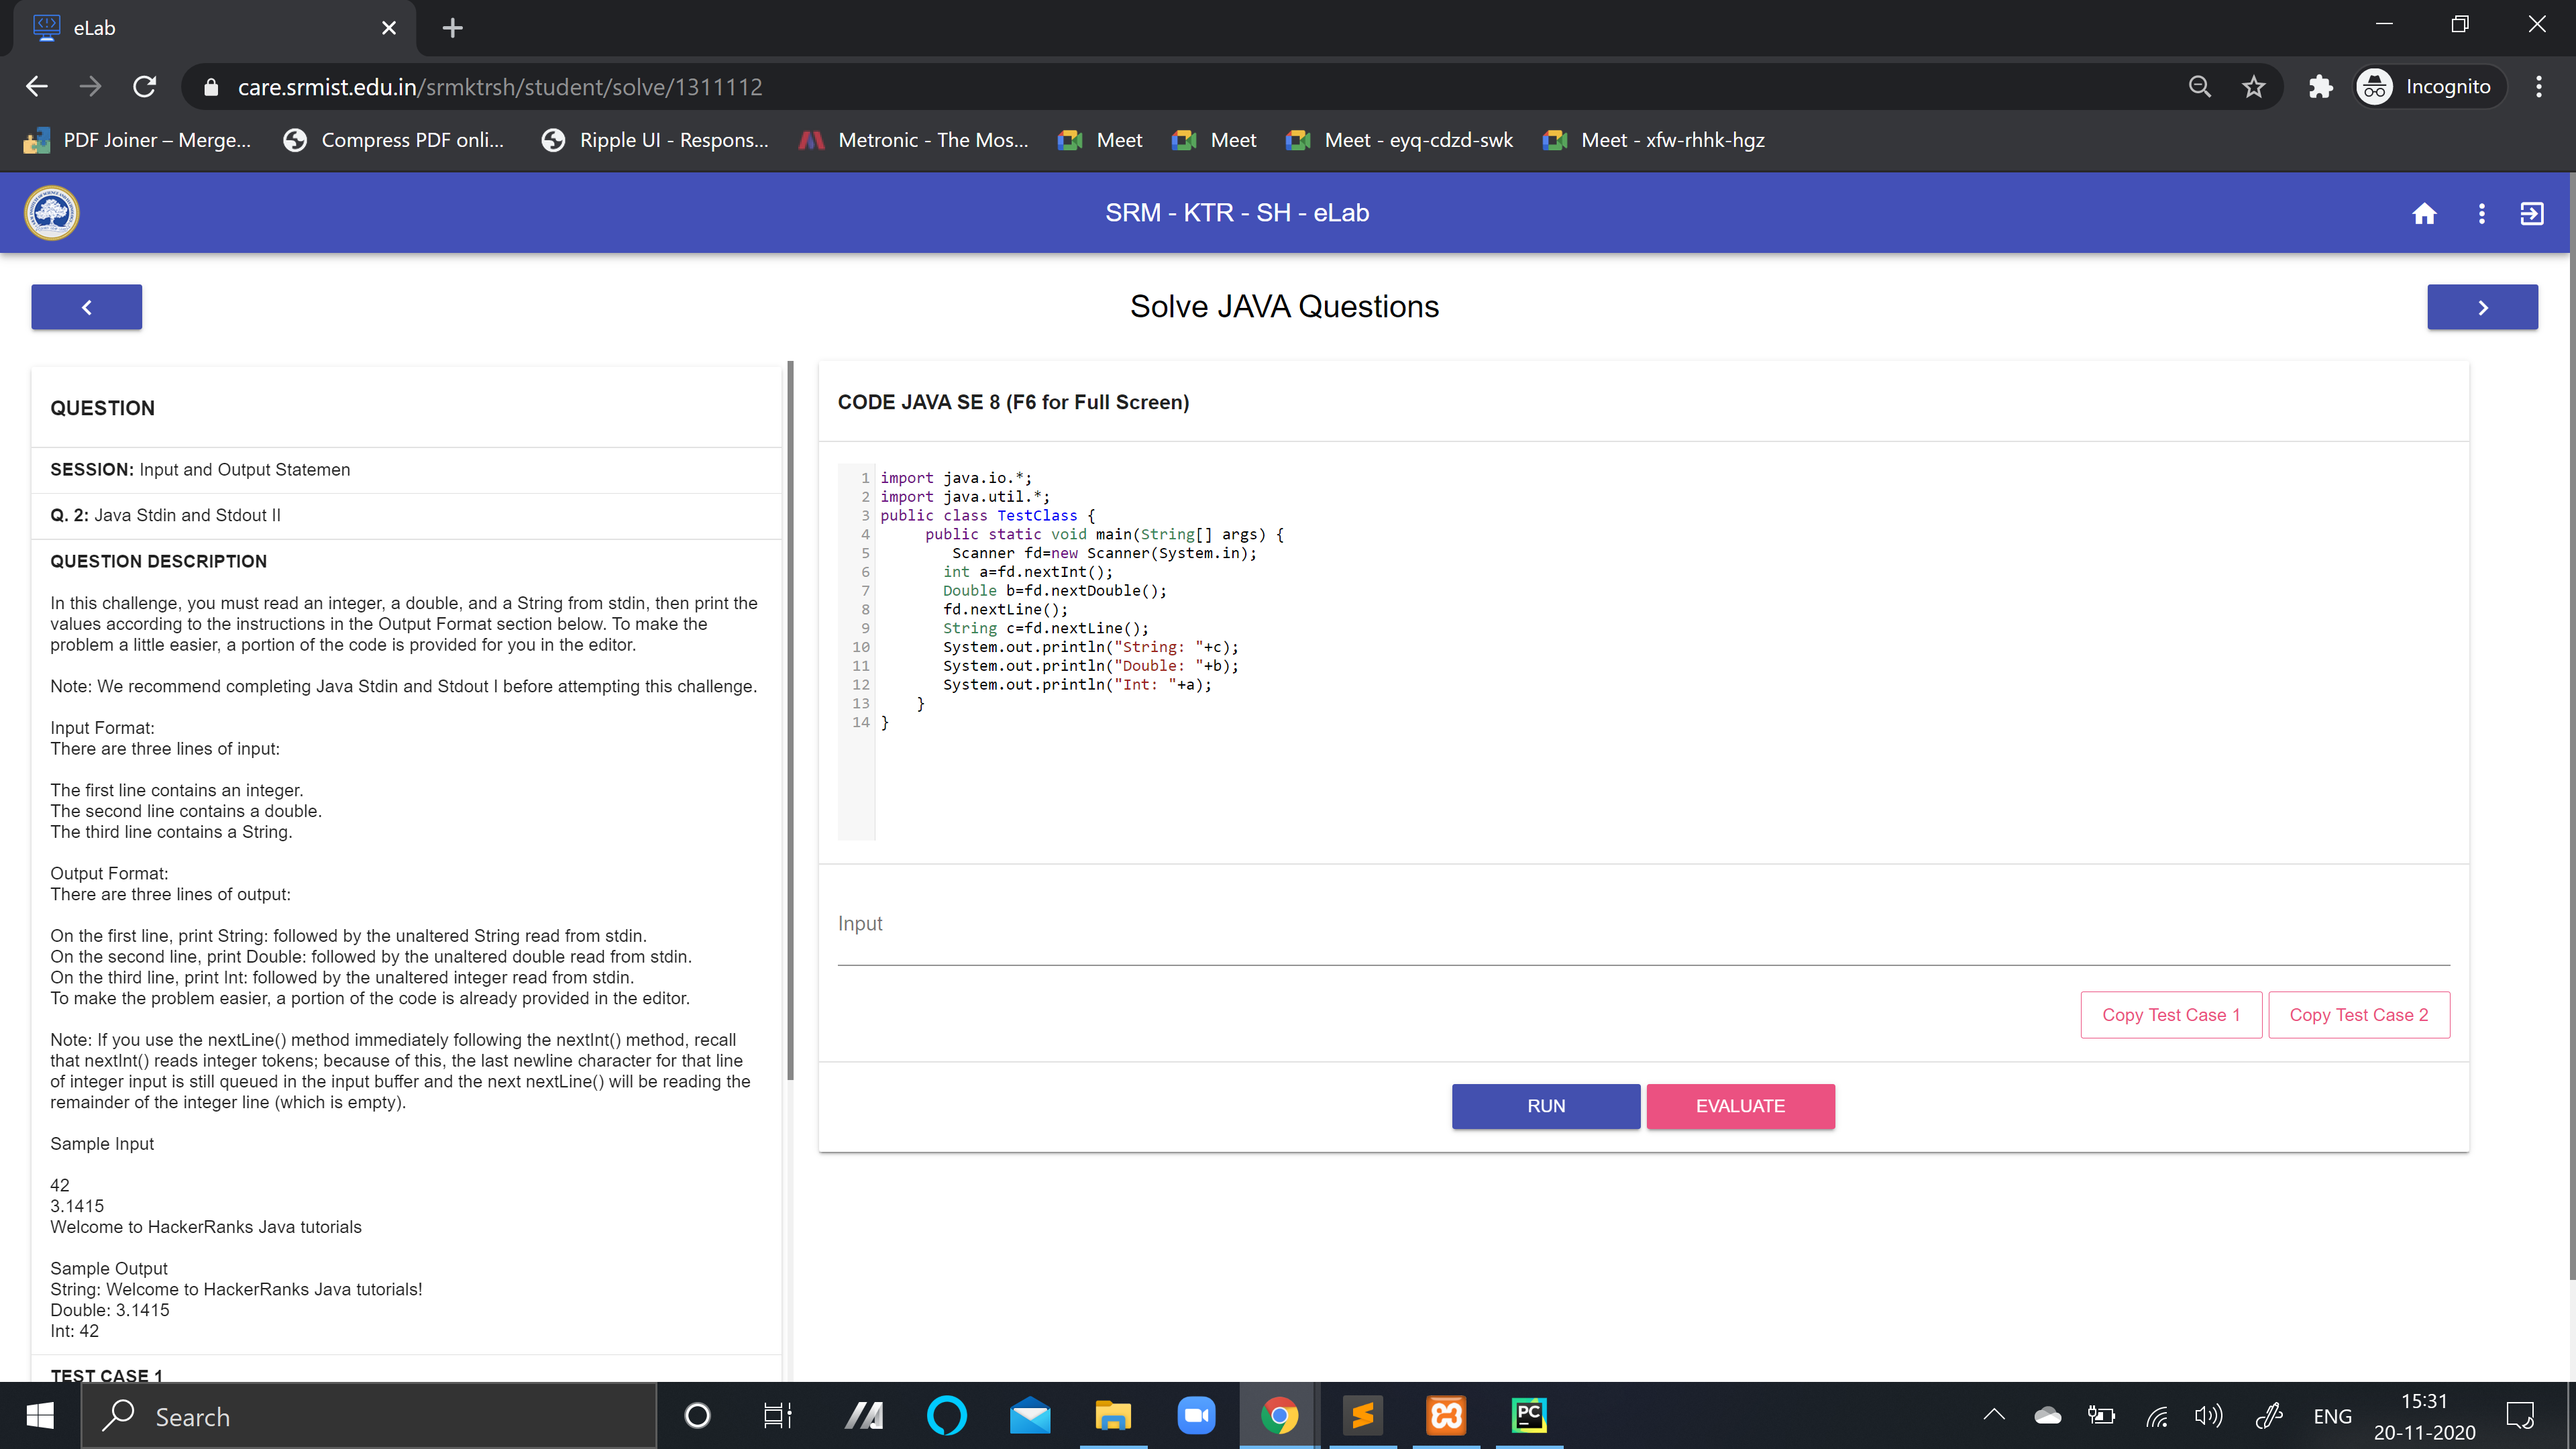 eLab
care.srmist.edu.in/srmktrsh/student/solve/1311112
Incognito
PDF Joiner – Merge...
Compress PDF onli...
Ripple UI - Respons...
Metronic - The Mos...
Meet
Meet
Meet - eyq-cdzd-swk
Meet - xfw-rhhk-hgz
SRM - KTR - SH - eLab
Solve JAVA Questions
QUESTION
SESSION: Input and Output Statemen
Q. 2: Java Stdin and Stdout II
QUESTION DESCRIPTION
In this challenge, you must read an integer, a double, and a String from stdin, then print the
values according to the instructions in the Output Format section below. To make the
problem a little easier, a portion of the code is provided for you in the editor.
Note: We recommend completing Java Stdin and Stdout I before attempting this challenge.
Input Format:
There are three lines of input:
The first line contains an integer.
The second line contains a double.
The third line contains a String.
Output Format:
There are three lines of output:
On the first line, print String: followed by the unaltered String read from stdin.
On the second line, print Double: followed by the unaltered double read from stdin.
On the third line, print Int: followed by the unaltered integer read from stdin.
To make the problem easier, a portion of the code is already provided in the editor.
Note: If you use the nextLine() method immediately following the nextInt() method, recall
that nextInt() reads integer tokens; because of this, the last newline character for that line
of integer input is still queued in the input buffer and the next nextLine() will be reading the
remainder of the integer line (which is empty).
Sample Input
42
3.1415
Welcome to HackerRanks Java tutorials
Sample Output
String: Welcome to HackerRanks Java tutorials!
Double: 3.1415
Int: 42
TEST CASE 1
CODE JAVA SE 8 (F6 for Full Screen)
1 import java.io.*;
2 import java.util.*;
3 public class TestClass {
4 public static void main(String[] args) {
5 Scanner fd=new Scanner(System.in);
6 int a=fd.nextInt();
7 Double b=fd.nextDouble();
8 fd.nextLine();
9 String c=fd.nextLine();
10 System.out.println("String: "+c);
11 System.out.println("Double: "+b);
12 System.out.println("Int: "+a);
13 }
14 }
Input
Copy Test Case 1
Copy Test Case 2
RUN
EVALUATE
Search
PC
ENG
15:31
20-11-2020